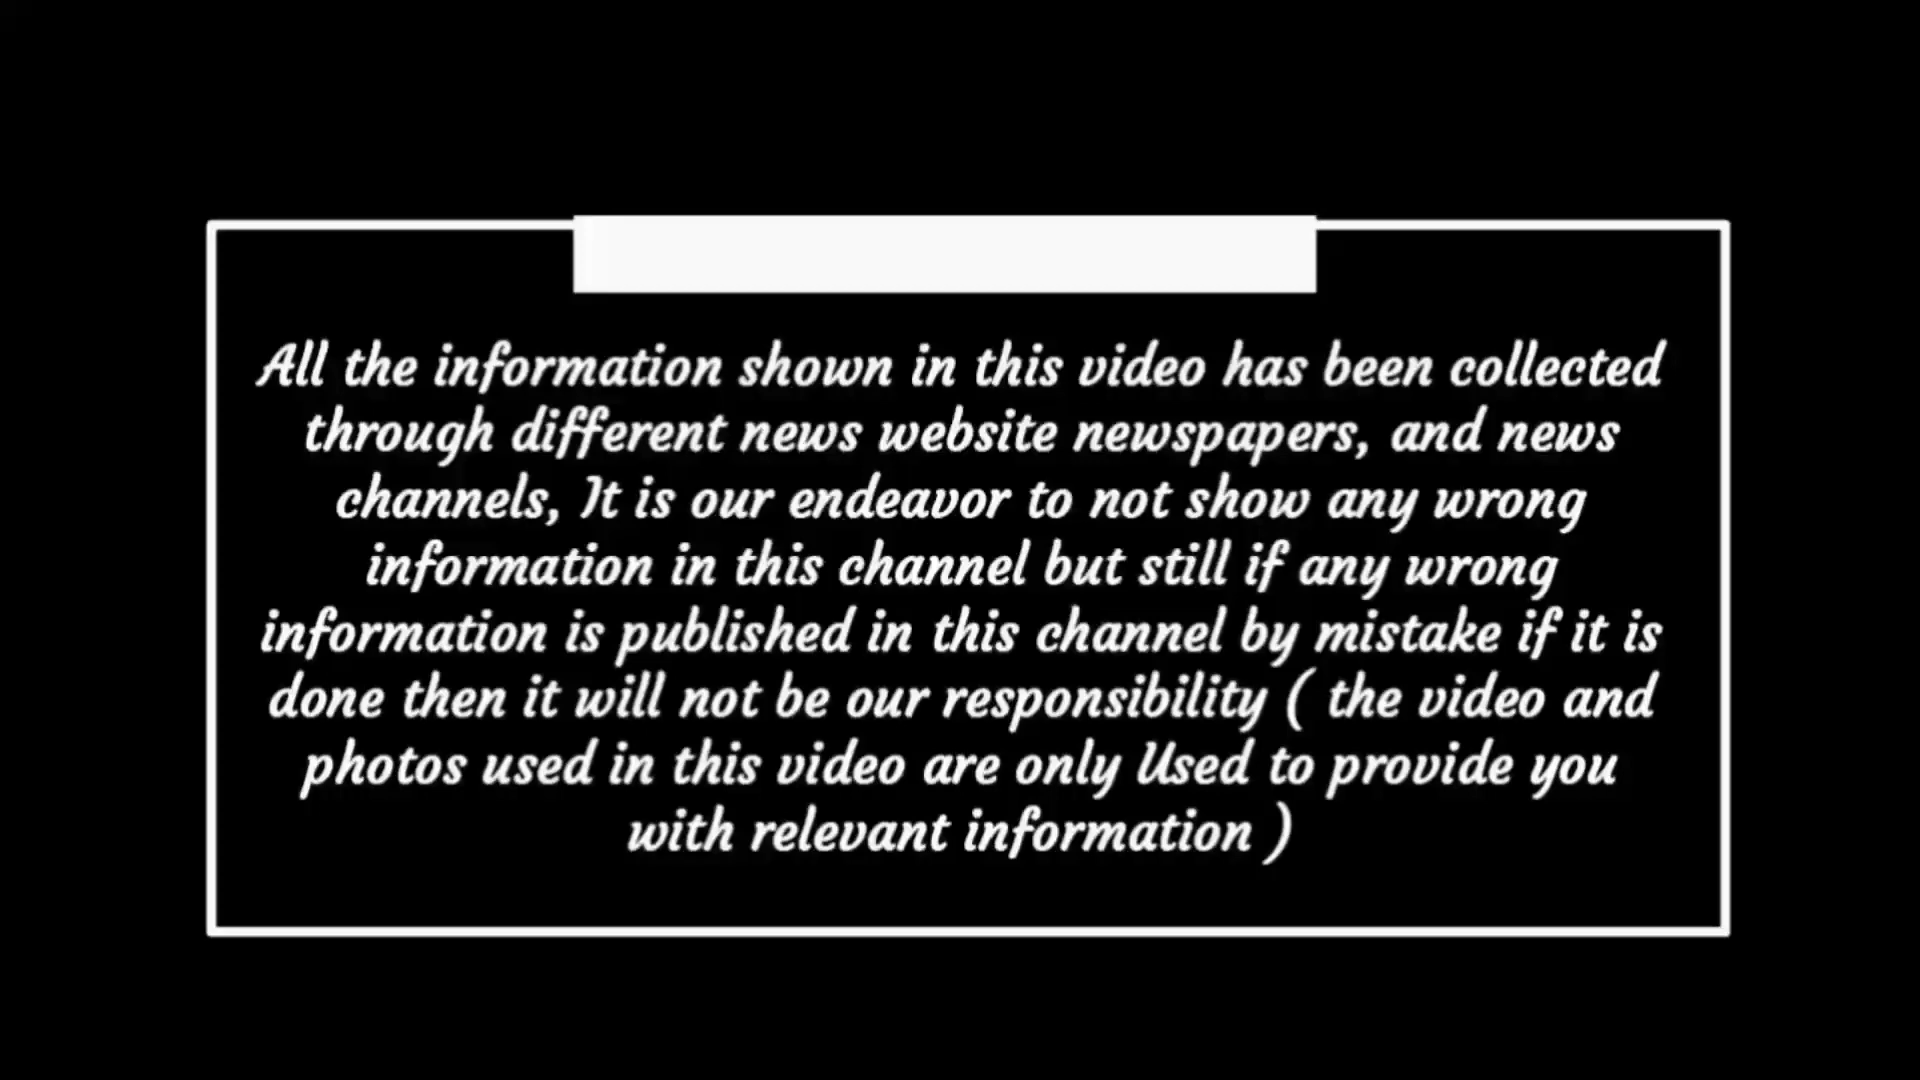 All the information shown in this video has been collected
through different news website newspapers, and news
channels, It is our endeavor to not show any wrong
information in this channel but still if any wrong
information is published in this channel by mistake if it is
done then it will not be our responsibility ( the video and
photos used in this video are only Used to provide you
with relevant information )